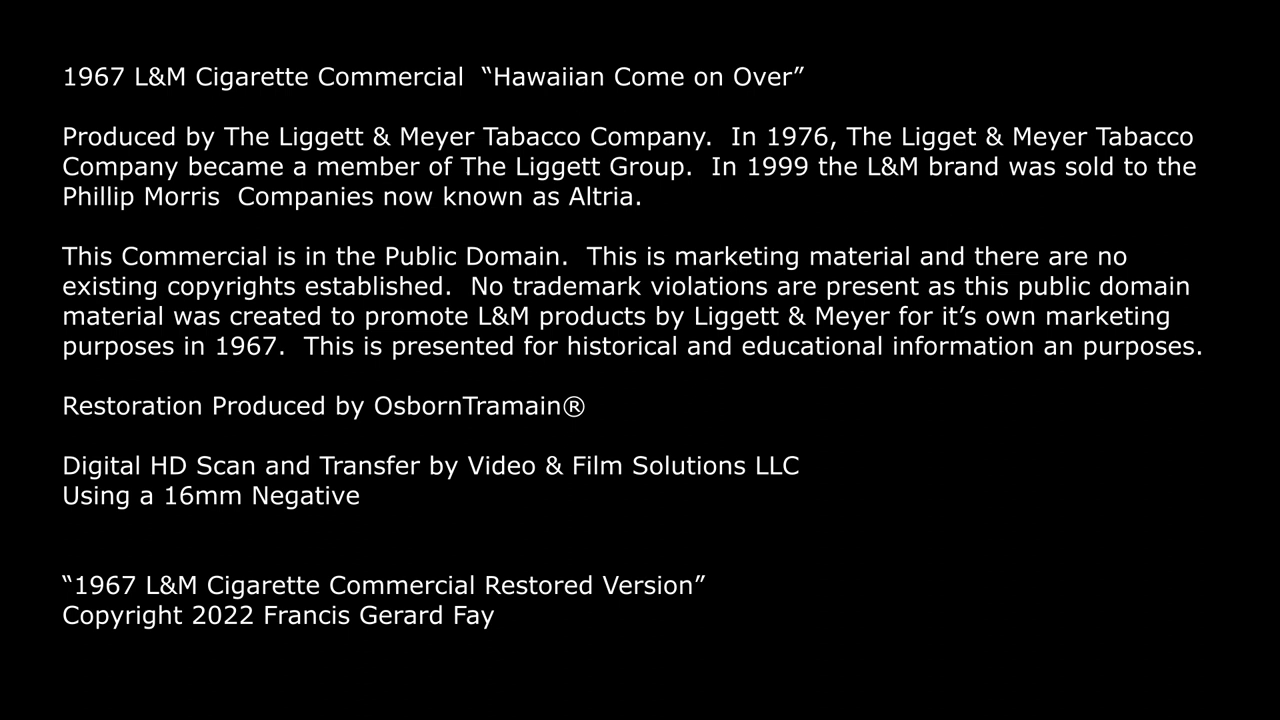 1967 L&M Cigarette Commercial  “Hawaiian Come on Over”
Produced by The Liggett & Meyer Tabacco Company.  In 1976, The Ligget & Meyer Tabacco
Company became a member of The Liggett Group.  In 1999 the L&M brand was sold to the
Phillip Morris  Companies now known as Altria.
This Commercial is in the Public Domain.  This is marketing material and there are no
existing copyrights established.  No trademark violations are present as this public domain
material was created to promote L&M products by Liggett & Meyer for it’s own marketing
purposes in 1967.  This is presented for historical and educational information an purposes.
Restoration Produced by OsbornTramain®
Digital HD Scan and Transfer by Video & Film Solutions LLC
Using a 16mm Negative
“1967 L&M Cigarette Commercial Restored Version”
Copyright 2022 Francis Gerard Fay